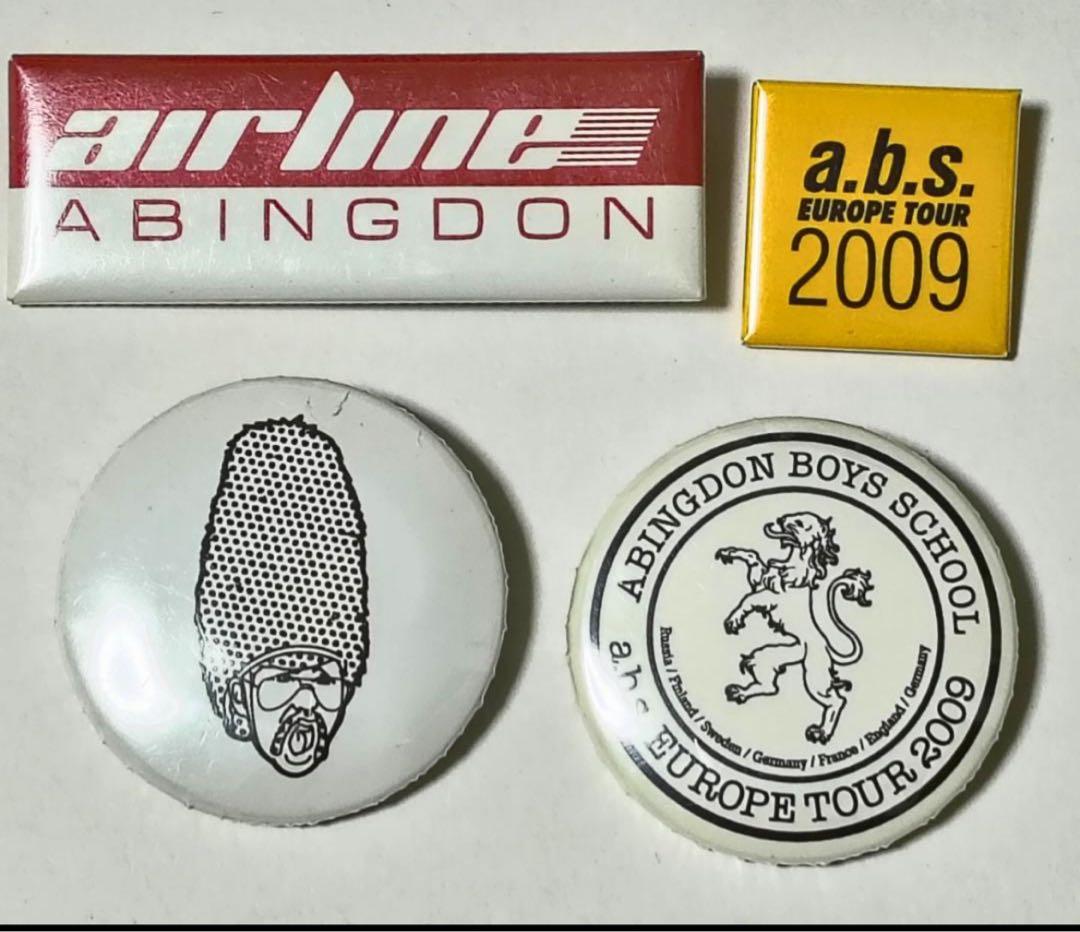 airline
ABINGDON
a.b.s.
EUROPE TOUR
2009
ABINGDON BOYS SCHOOL
a.b.s
EUROPE TOUR 2009
Russia / Finland / Sweden / Germany / France / England / Germany